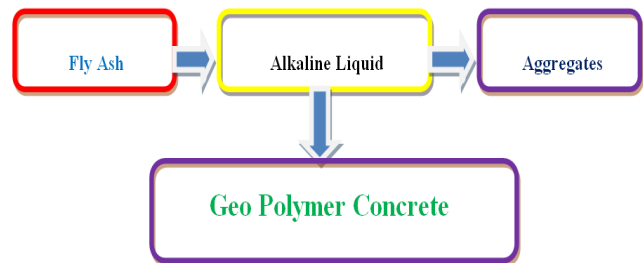 Fly Ash
Alkaline Liquid
Aggregates
Geo Polymer Concrete